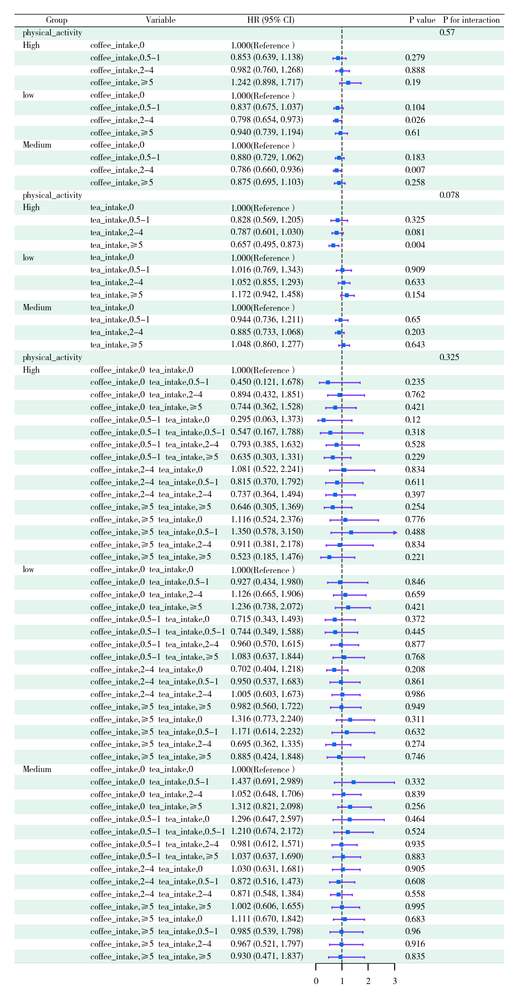 Group Variable HR (95% CI) P value P for interaction
physical_activity 0.57
High coffee_intake,0 1.000(Reference )
coffee_intake,0.5−1 0.853 (0.639, 1.138) 0.279
coffee_intake,2−4 0.982 (0.760, 1.268) 0.888
coffee_intake,⩾5 1.242 (0.898, 1.717) 0.19
low coffee_intake,0 1.000(Reference )
coffee_intake,0.5−1 0.837 (0.675, 1.037) 0.104
coffee_intake,2−4 0.798 (0.654, 0.973) 0.026
coffee_intake,⩾5 0.940 (0.739, 1.194) 0.61
Medium coffee_intake,0 1.000(Reference )
coffee_intake,0.5−1 0.880 (0.729, 1.062) 0.183
coffee_intake,2−4 0.786 (0.660, 0.936) 0.007
coffee_intake,⩾5 0.875 (0.695, 1.103) 0.258
physical_activity 0.078
High tea_intake,0 1.000(Reference )
tea_intake,0.5−1 0.828 (0.569, 1.205) 0.325
tea_intake,2−4 0.787 (0.601, 1.030) 0.081
tea_intake,⩾5 0.657 (0.495, 0.873) 0.004
low tea_intake,0 1.000(Reference )
tea_intake,0.5−1 1.016 (0.769, 1.343) 0.909
tea_intake,2−4 1.052 (0.855, 1.293) 0.633
tea_intake,⩾5 1.172 (0.942, 1.458) 0.154
Medium tea_intake,0 1.000(Reference )
tea_intake,0.5−1 0.944 (0.736, 1.211) 0.65
tea_intake,2−4 0.885 (0.733, 1.068) 0.203
tea_intake,⩾5 1.048 (0.860, 1.277) 0.643
physical_activity 0.325
High coffee_intake,0 tea_intake,0 1.000(Reference )
coffee_intake,0 tea_intake,0.5−1 0.450 (0.121, 1.678) 0.235
coffee_intake,0 tea_intake,2−4 0.894 (0.432, 1.851) 0.762
coffee_intake,0 tea_intake,⩾5 0.744 (0.362, 1.528) 0.421
coffee_intake,0.5−1 tea_intake,0 0.295 (0.063, 1.373) 0.12
coffee_intake,0.5−1 tea_intake,0.5−1 0.547 (0.167, 1.788) 0.318
coffee_intake,0.5−1 tea_intake,2−4 0.793 (0.385, 1.632) 0.528
coffee_intake,0.5−1 tea_intake,⩾5 0.635 (0.303, 1.331) 0.229
coffee_intake,2−4 tea_intake,0 1.081 (0.522, 2.241) 0.834
coffee_intake,2−4 tea_intake,0.5−1 0.815 (0.370, 1.792) 0.611
coffee_intake,2−4 tea_intake,2−4 0.737 (0.364, 1.494) 0.397
coffee_intake,⩾5 tea_intake,⩾5 0.646 (0.305, 1.369) 0.254
coffee_intake,⩾5 tea_intake,0 1.116 (0.524, 2.376) 0.776
coffee_intake,⩾5 tea_intake,0.5−1 1.350 (0.578, 3.150) 0.488
coffee_intake,⩾5 tea_intake,2−4 0.911 (0.381, 2.178) 0.834
coffee_intake,⩾5 tea_intake,⩾5 0.523 (0.185, 1.476) 0.221
low coffee_intake,0 tea_intake,0 1.000(Reference )
coffee_intake,0 tea_intake,0.5−1 0.927 (0.434, 1.980) 0.846
coffee_intake,0 tea_intake,2−4 1.126 (0.665, 1.906) 0.659
coffee_intake,0 tea_intake,⩾5 1.236 (0.738, 2.072) 0.421
coffee_intake,0.5−1 tea_intake,0 0.715 (0.343, 1.493) 0.372
coffee_intake,0.5−1 tea_intake,0.5−1 0.744 (0.349, 1.588) 0.445
coffee_intake,0.5−1 tea_intake,2−4 0.960 (0.570, 1.615) 0.877
coffee_intake,0.5−1 tea_intake,⩾5 1.083 (0.637, 1.844) 0.768
coffee_intake,2−4 tea_intake,0 0.702 (0.404, 1.218) 0.208
coffee_intake,2−4 tea_intake,0.5−1 0.950 (0.537, 1.683) 0.861
coffee_intake,2−4 tea_intake,2−4 1.005 (0.603, 1.673) 0.986
coffee_intake,⩾5 tea_intake,⩾5 0.982 (0.560, 1.722) 0.949
coffee_intake,⩾5 tea_intake,0 1.316 (0.773, 2.240) 0.311
coffee_intake,⩾5 tea_intake,0.5−1 1.171 (0.614, 2.232) 0.632
coffee_intake,⩾5 tea_intake,2−4 0.695 (0.362, 1.335) 0.274
coffee_intake,⩾5 tea_intake,⩾5 0.885 (0.424, 1.848) 0.746
Medium coffee_intake,0 tea_intake,0 1.000(Reference )
coffee_intake,0 tea_intake,0.5−1 1.437 (0.691, 2.989) 0.332
coffee_intake,0 tea_intake,2−4 1.052 (0.648, 1.706) 0.839
coffee_intake,0 tea_intake,⩾5 1.312 (0.821, 2.098) 0.256
coffee_intake,0.5−1 tea_intake,0 1.296 (0.647, 2.597) 0.464
coffee_intake,0.5−1 tea_intake,0.5−1 1.210 (0.674, 2.172) 0.524
coffee_intake,0.5−1 tea_intake,2−4 0.981 (0.612, 1.571) 0.935
coffee_intake,0.5−1 tea_intake,⩾5 1.037 (0.637, 1.690) 0.883
coffee_intake,2−4 tea_intake,0 1.030 (0.631, 1.681) 0.905
coffee_intake,2−4 tea_intake,0.5−1 0.872 (0.516, 1.473) 0.608
coffee_intake,2−4 tea_intake,2−4 0.871 (0.548, 1.384) 0.558
coffee_intake,⩾5 tea_intake,⩾5 1.002 (0.606, 1.655) 0.995
coffee_intake,⩾5 tea_intake,0 1.111 (0.670, 1.842) 0.683
coffee_intake,⩾5 tea_intake,0.5−1 0.985 (0.539, 1.798) 0.96
coffee_intake,⩾5 tea_intake,2−4 0.967 (0.521, 1.797) 0.916
coffee_intake,⩾5 tea_intake,⩾5 0.930 (0.471, 1.837) 0.835
0 1 2 3